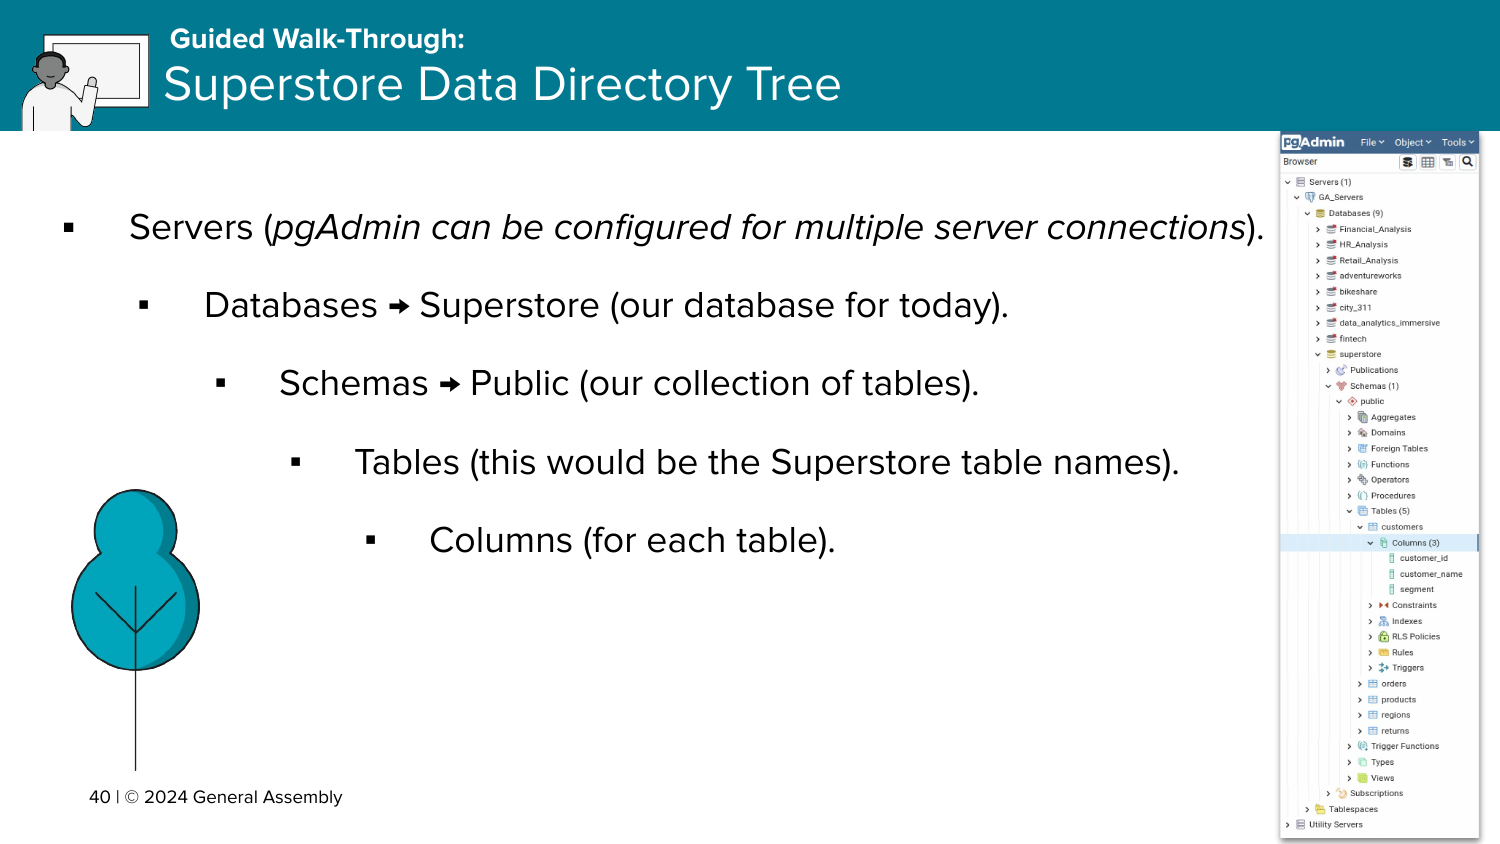 Guided Walk-Through:
Superstore Data Directory Tree
▪ Servers (pgAdmin can be configured for multiple server connections).
▪ Databases → Superstore (our database for today).
▪ Schemas → Public (our collection of tables).
▪ Tables (this would be the Superstore table names).
▪ Columns (for each table).
40 | © 2024 General Assembly
pgAdmin File Object Tools
Browser
Servers (1)
GA_Servers
Databases (9)
Financial_Analysis
HR_Analysis
Retail_Analysis
adventureworks
bikeshare
city_311
data_analytics_immersive
fintech
superstore
Publications
Schemas (1)
public
Aggregates
Domains
Foreign Tables
Functions
Operators
Procedures
Tables (5)
customers
Columns (3)
customer_id
customer_name
segment
Constraints
Indexes
RLS Policies
Rules
Triggers
orders
products
regions
returns
Trigger Functions
Types
Views
Subscriptions
Tablespaces
Utility Servers